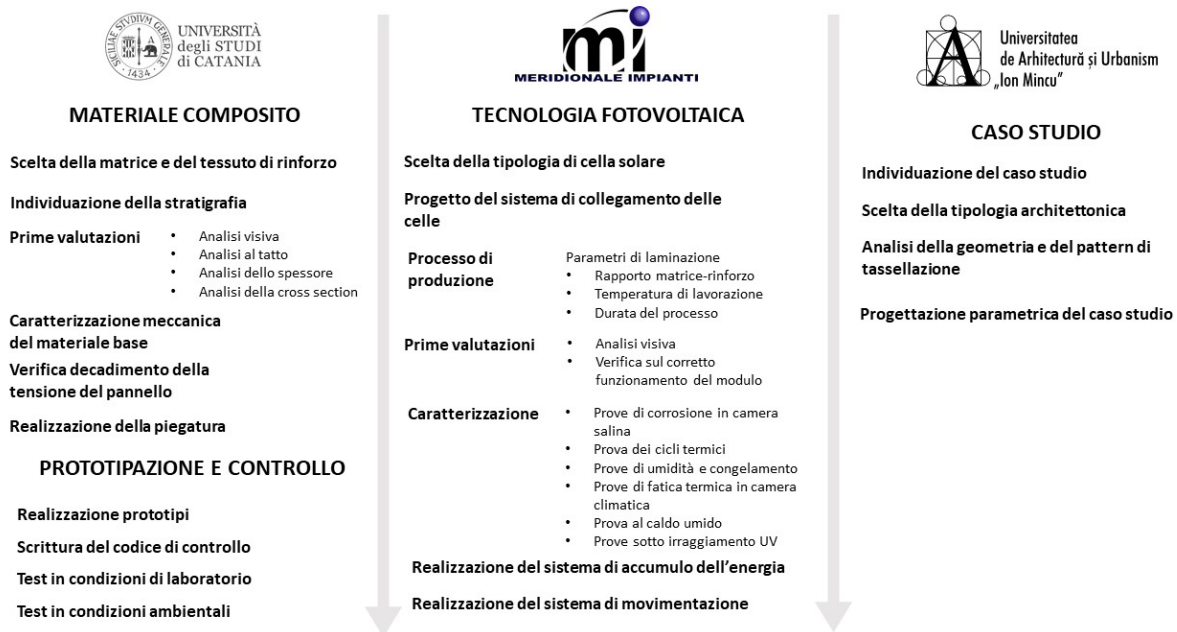 SICILIAE STUDIUM GENERALE
1434
UNIVERSITÀ
degli STUDI
di CATANIA
MATERIALE COMPOSITO
Scelta della matrice e del tessuto di rinforzo
Individuazione della stratigrafia
Prime valutazioni
• Analisi visiva
• Analisi al tatto
• Analisi dello spessore
• Analisi della cross section
Caratterizzazione meccanica
del materiale base
Verifica decadimento della
tensione del pannello
Realizzazione della piegatura
PROTOTIPAZIONE E CONTROLLO
Realizzazione prototipi
Scrittura del codice di controllo
Test in condizioni di laboratorio
Test in condizioni ambientali
mi
MERIDIONALE IMPIANTI
TECNOLOGIA FOTOVOLTAICA
Scelta della tipologia di cella solare
Progetto del sistema di collegamento delle
celle
Processo di
produzione
Parametri di laminazione
• Rapporto matrice-rinforzo
• Temperatura di lavorazione
• Durata del processo
Prime valutazioni
• Analisi visiva
• Verifica sul corretto
funzionamento del modulo
Caratterizzazione
• Prove di corrosione in camera
salina
• Prova dei cicli termici
• Prove di umidità e congelamento
• Prove di fatica termica in camera
climatica
• Prova al caldo umido
• Prove sotto irraggiamento UV
Realizzazione del sistema di accumulo dell’energia
Realizzazione del sistema di movimentazione
A
Universitatea
de Arhitectură și Urbanism
„Ion Mincu”
CASO STUDIO
Individuazione del caso studio
Scelta della tipologia architettonica
Analisi della geometria e del pattern di
tassellazione
Progettazione parametrica del caso studio